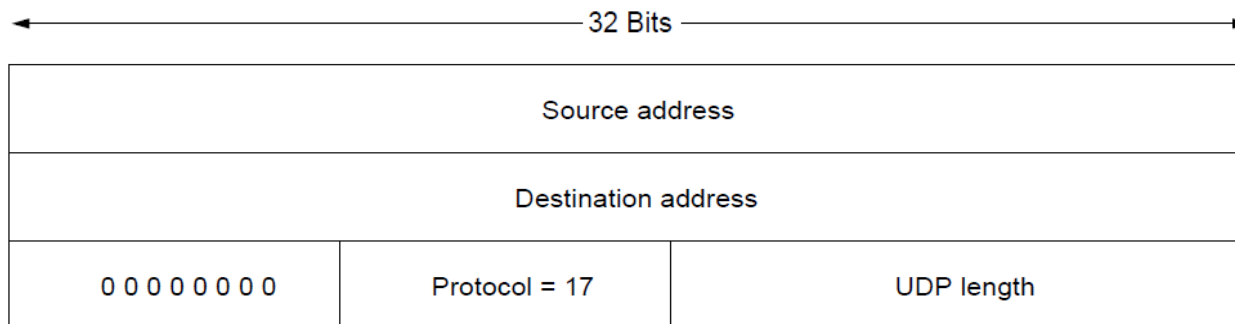 32 Bits
Source address
Destination address
0 0 0 0 0 0 0 0 Protocol = 17 UDP length